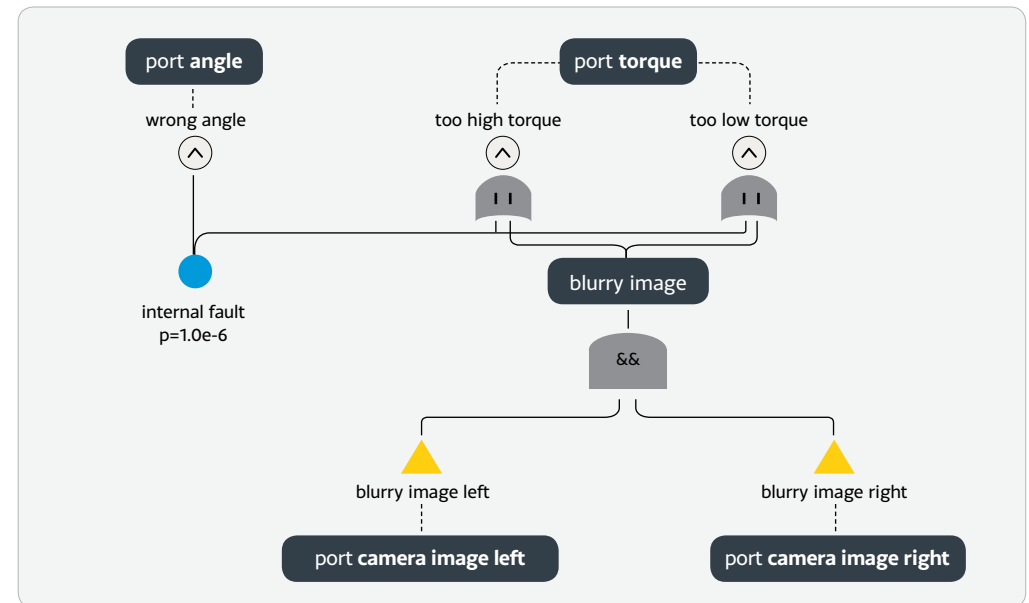 port angle
port torque
wrong angle
too high torque
too low torque
||
||
blurry image
internal fault
p=1.0e-6
&&
blurry image left
blurry image right
port camera image left
port camera image right